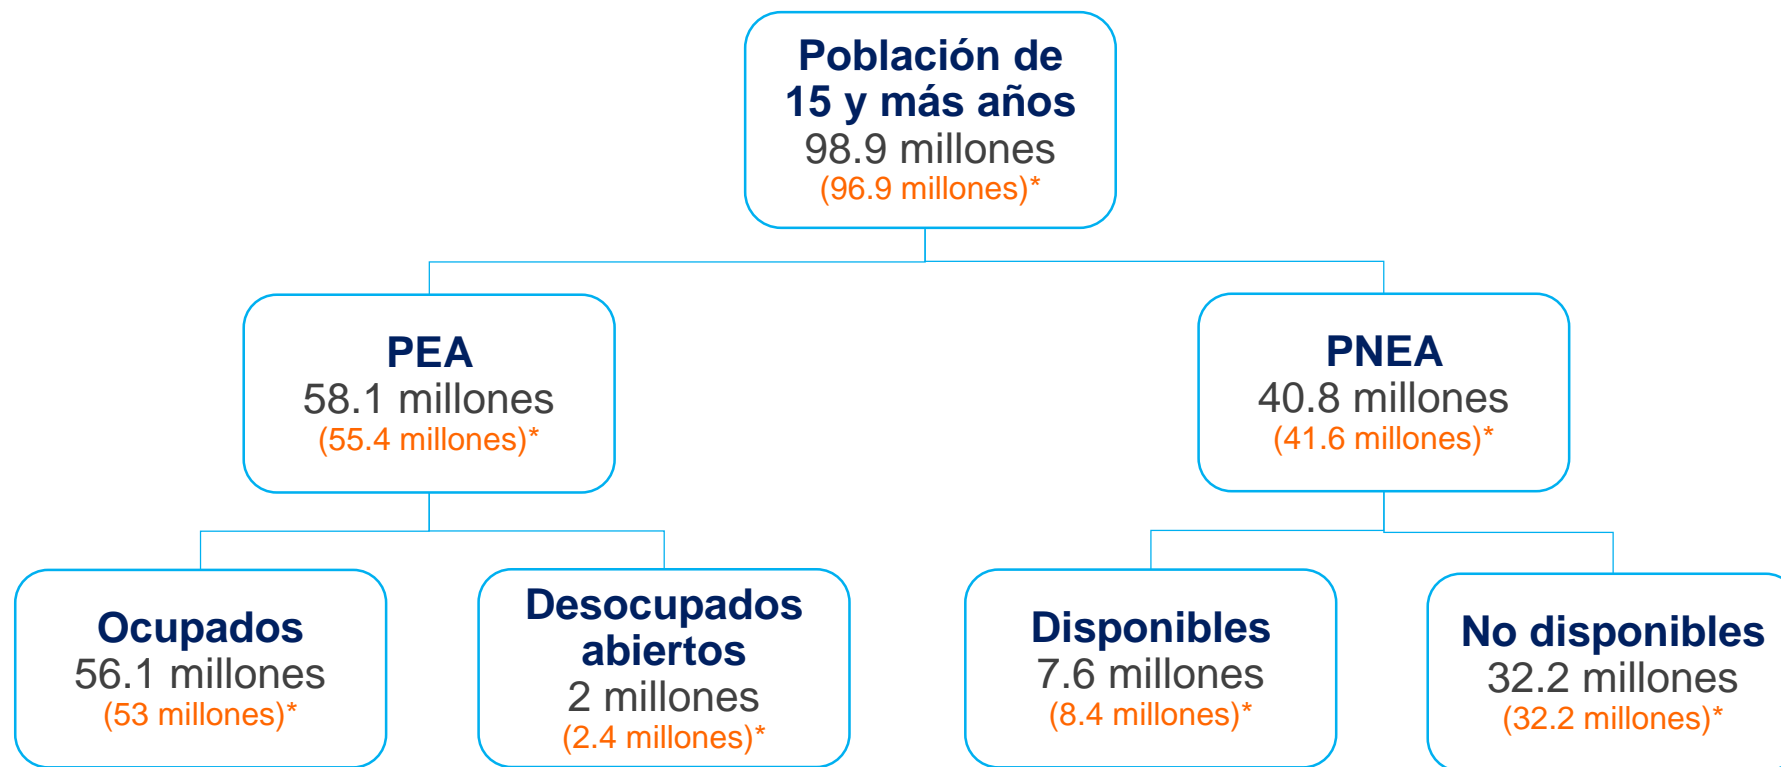 Población de
15 y más años
98.9 millones
(96.9 millones)*
PEA
58.1 millones
(55.4 millones)*
PNEA
40.8 millones
(41.6 millones)*
Ocupados
56.1 millones
(53 millones)*
Desocupados
abiertos
2 millones
(2.4 millones)*
Disponibles
7.6 millones
(8.4 millones)*
No disponibles
32.2 millones
(32.2 millones)*